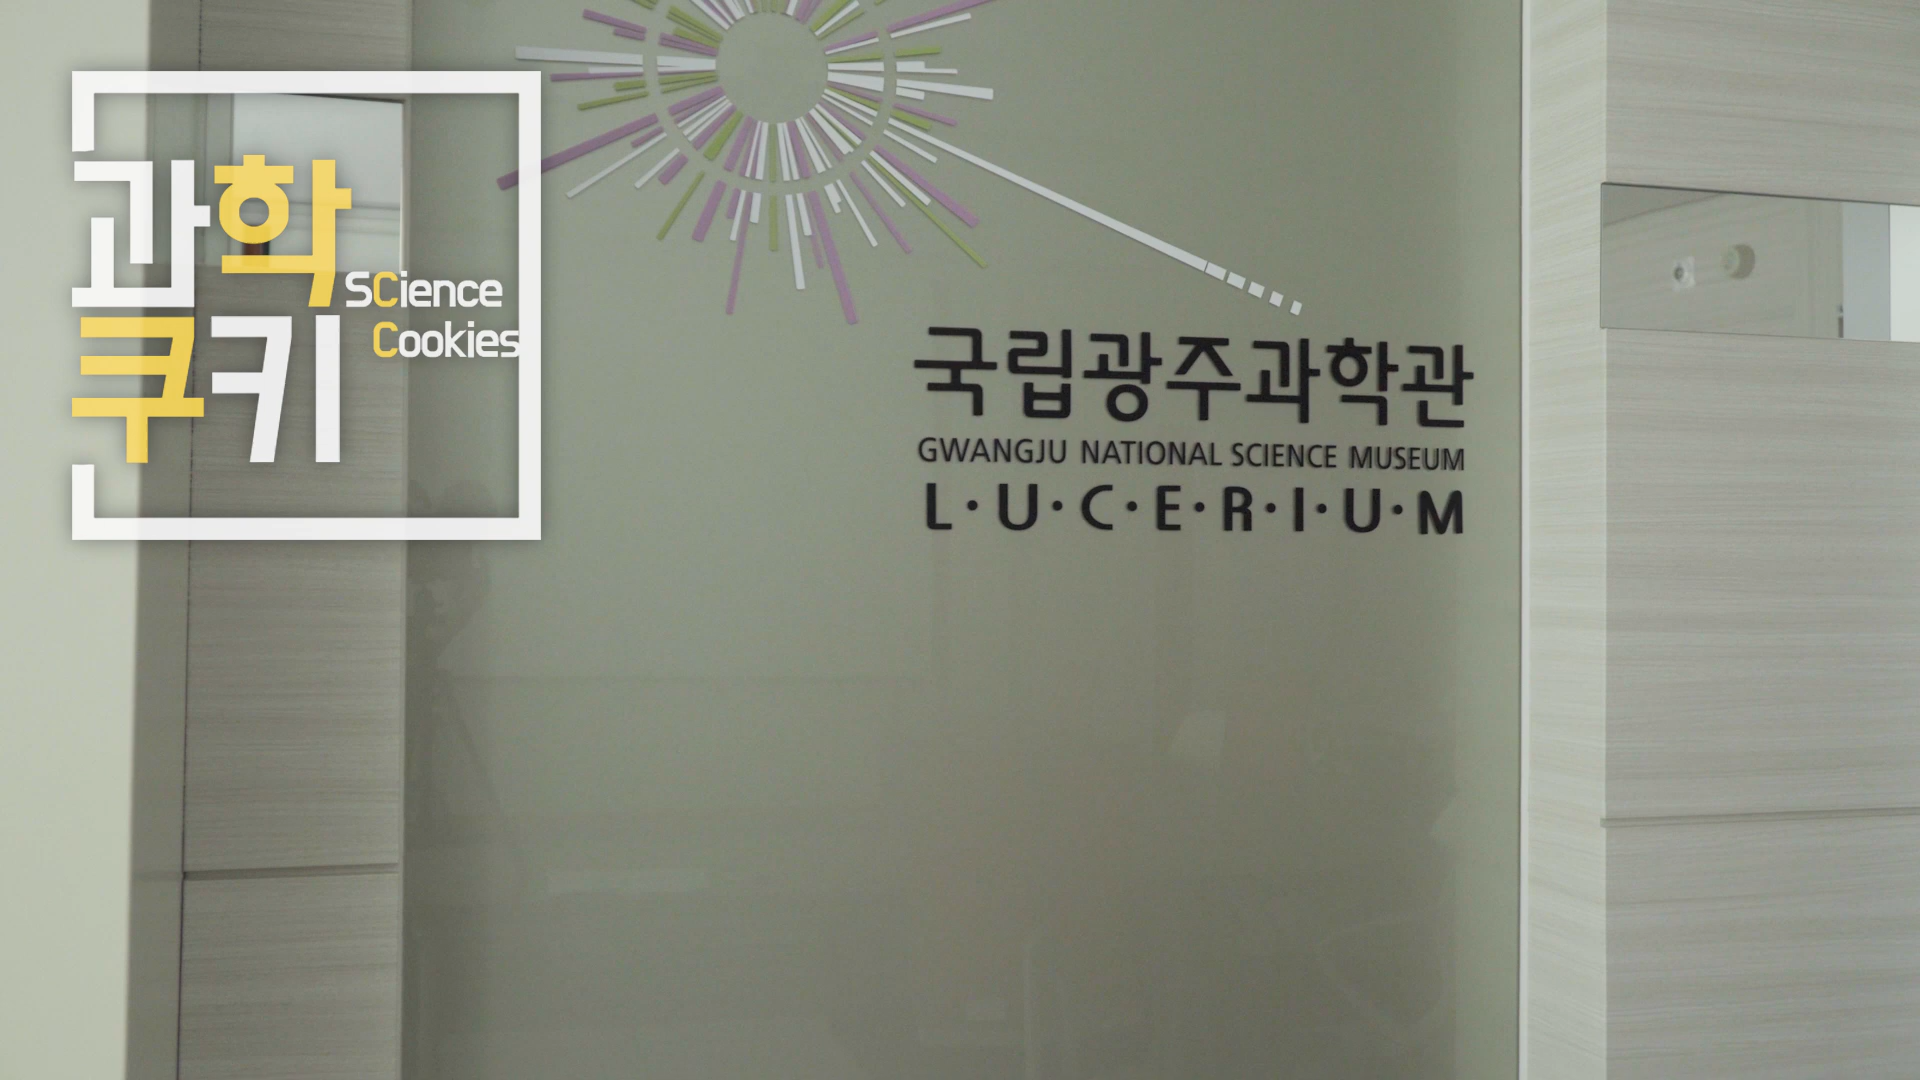 과학
쿠키
SCience
Cookies
국립광주과학관
GWANGJU NATIONAL SCIENCE MUSEUM
L·U·C·E·R·I·U·M